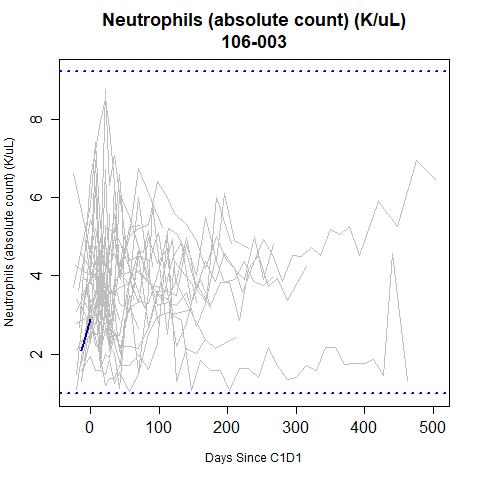 Neutrophils (absolute count) (K/uL)
106-003
Neutrophils (absolute count) (K/uL)
8
6
4
2
0 100 200 300 400 500
Days Since C1D1